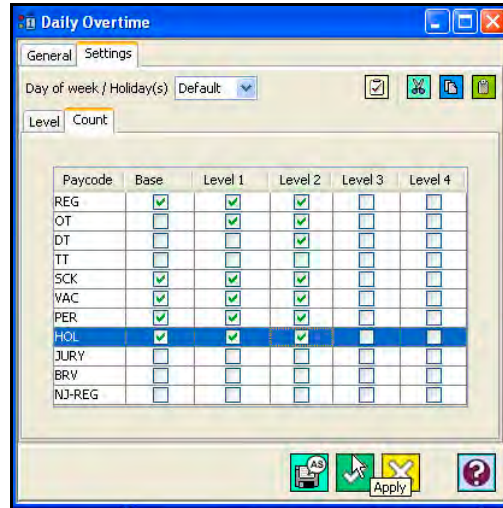 Daily Overtime
General Settings
Day of week / Holiday(s) Default
Level Count
Paycode Base Level 1 Level 2 Level 3 Level 4
REG
OT
DT
TT
SCK
VAC
PER
HOL
JURY
BRV
NJ-REG
AS
Apply
?